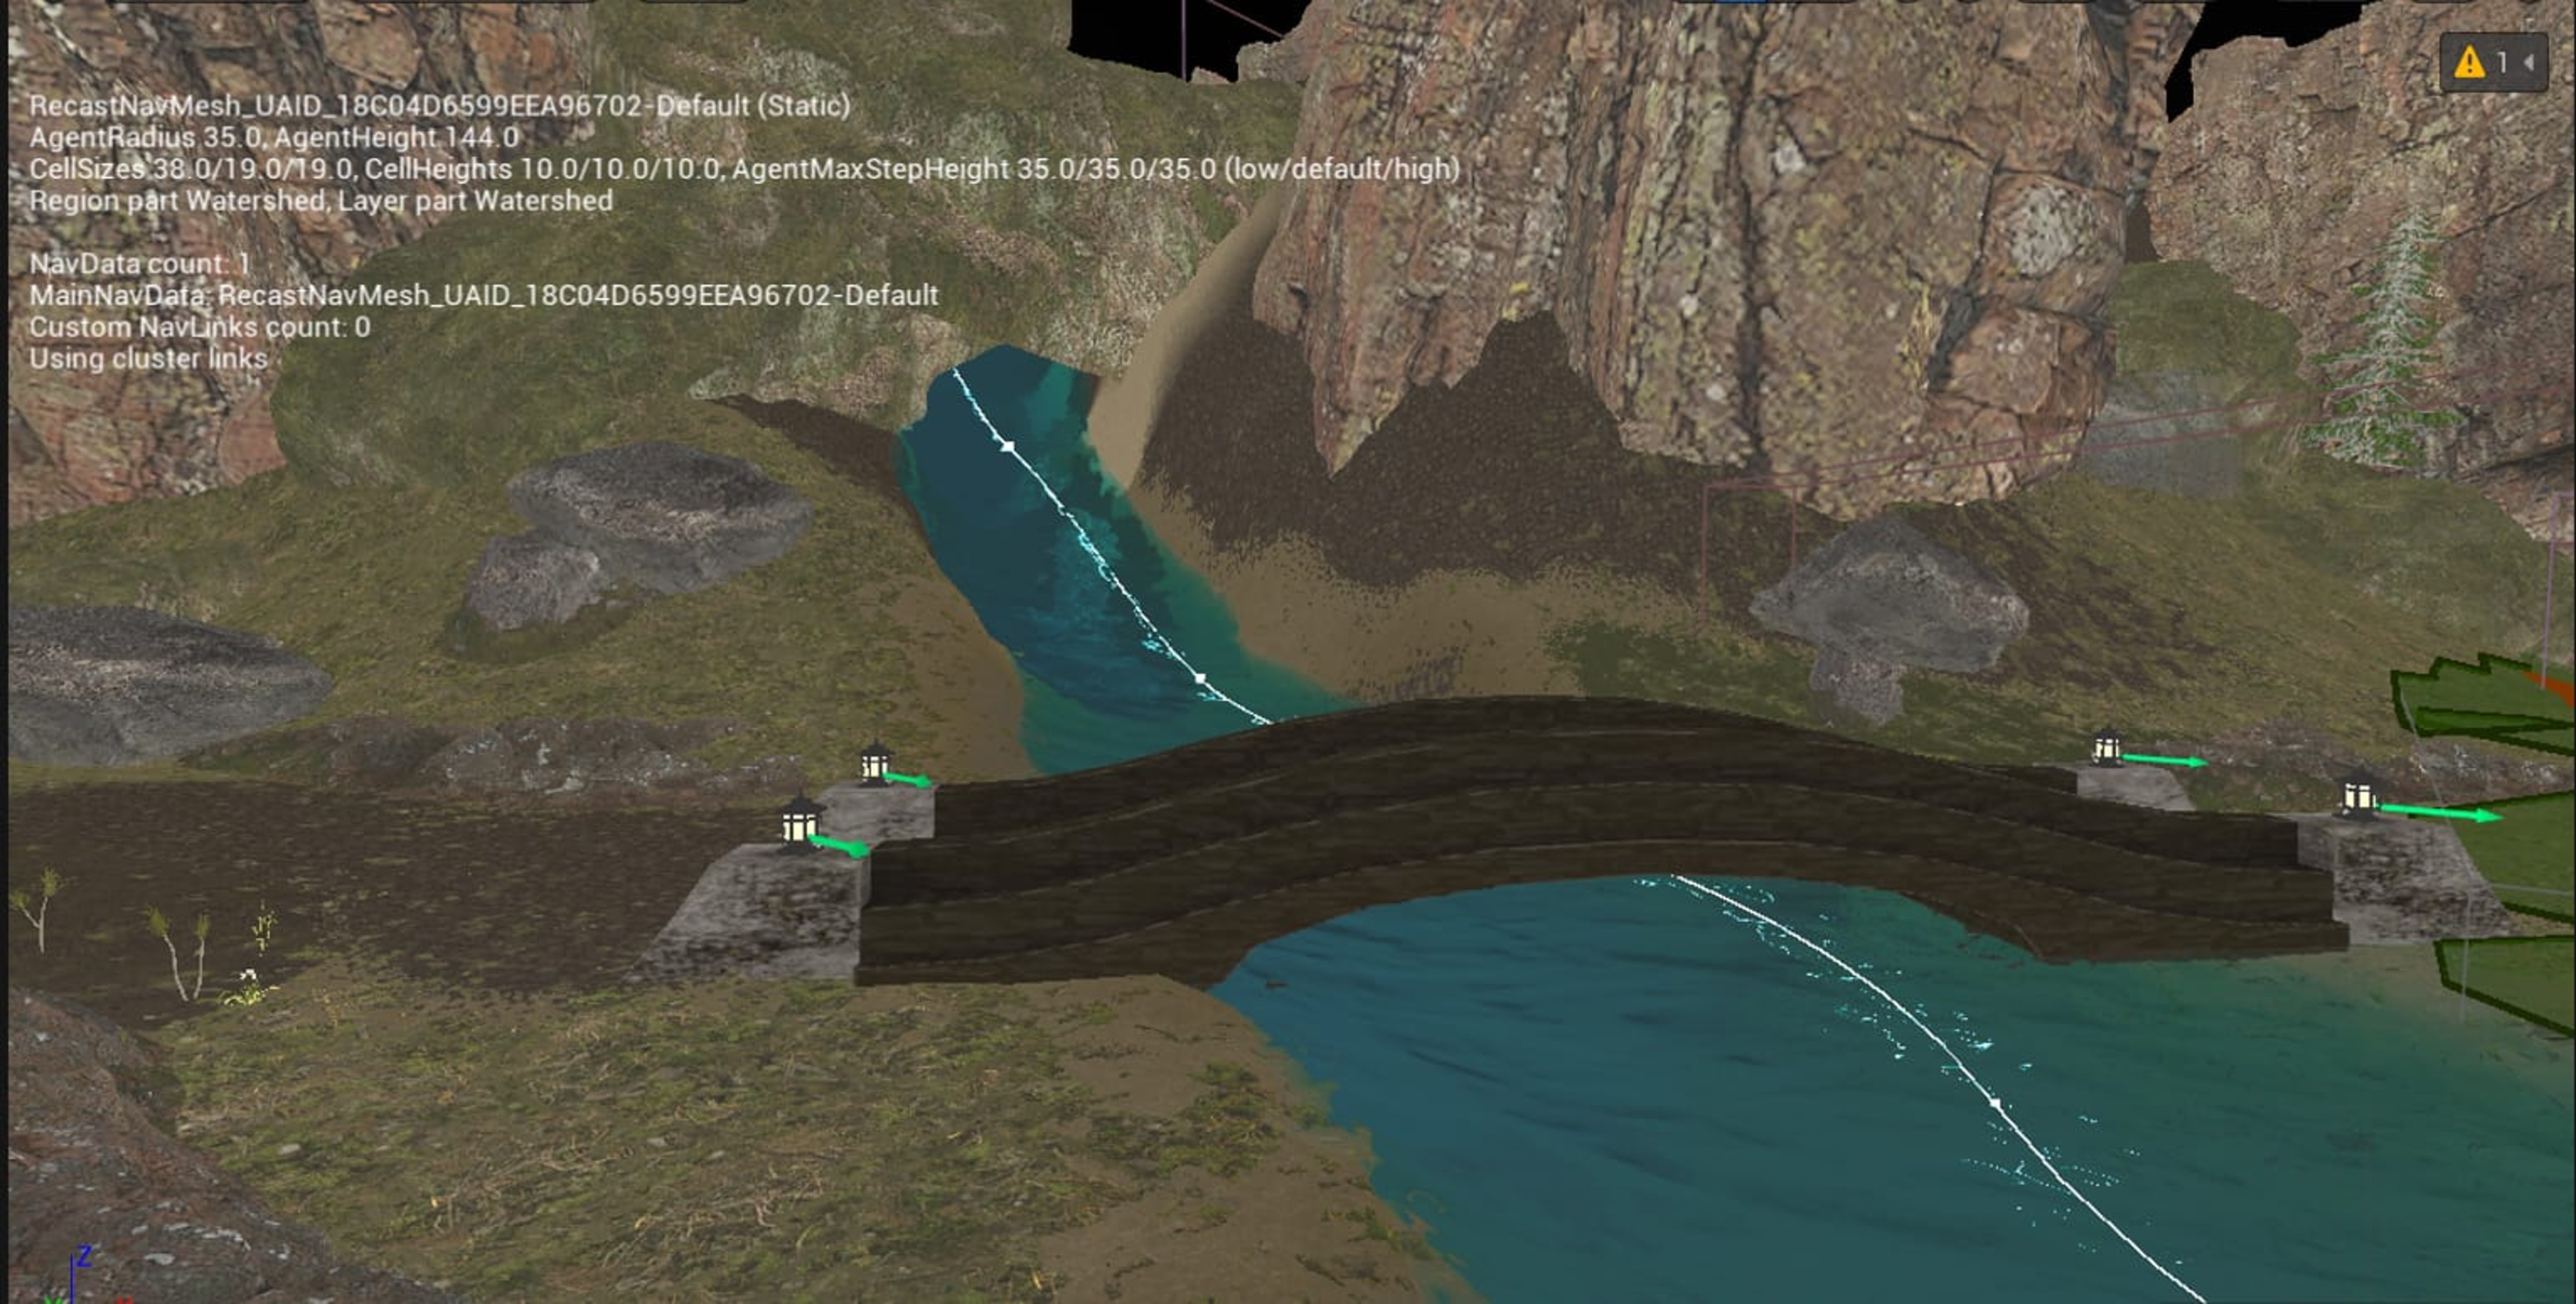 RecastNavMesh_UAID_18C04D6599EEA96702-Default (Static)
AgentRadius 35.0, AgentHeight 144.0
CellSizes 38.0/19.0/19.0, CellHeights 10.0/10.0/10.0, AgentMaxStepHeight 35.0/35.0/35.0 (low/default/high)
Region part Watershed, Layer part Watershed
NavData count: 1
MainNavData: RecastNavMesh_UAID_18C04D6599EEA96702-Default
Custom NavLinks count: 0
Using cluster links
1
Z